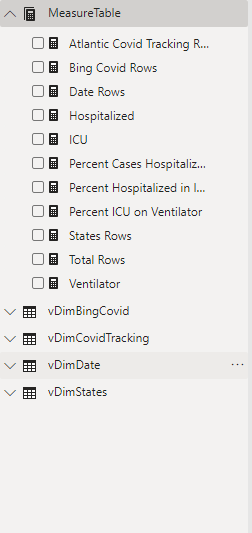 MeasureTable
Atlantic Covid Tracking R...
Bing Covid Rows
Date Rows
Hospitalized
ICU
Percent Cases Hospitaliz...
Percent Hospitalized in I...
Percent ICU on Ventilator
States Rows
Total Rows
Ventilator
vDimBingCovid
vDimCovidTracking
vDimDate ...
vDimStates